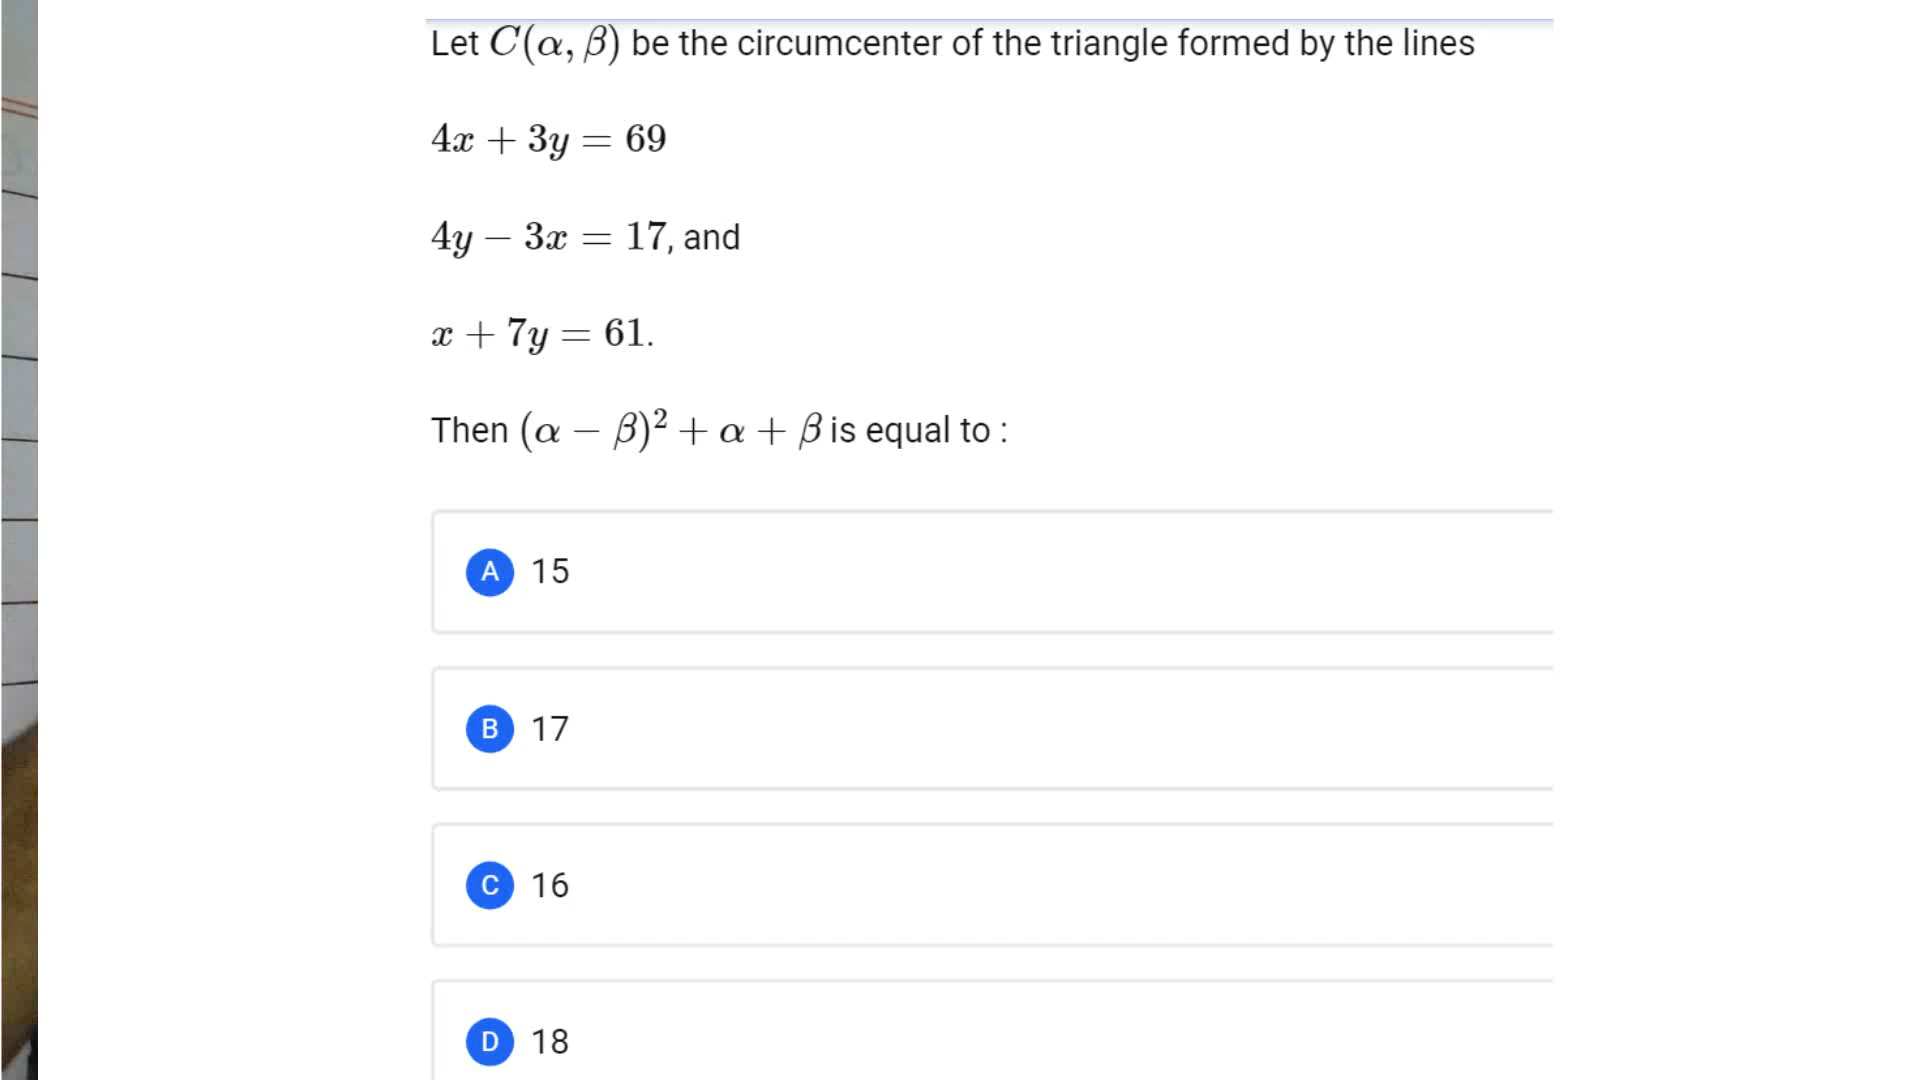 Let C(α, β) be the circumcenter of the triangle formed by the lines
4x + 3y = 69
4y − 3x = 17, and
x + 7y = 61.
Then (α − β)² + α + β is equal to :
A 15
B 17
C 16
D 18